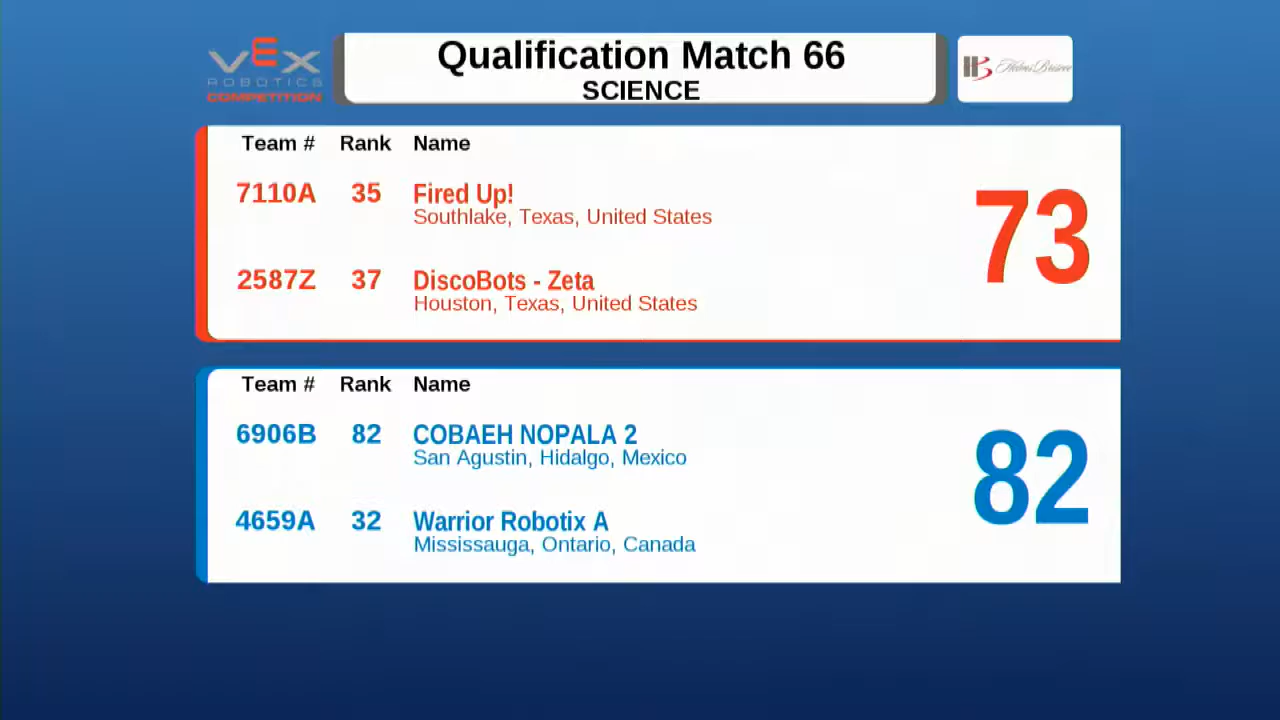 VEX
ROBOTICS
COMPETITION
Qualification Match 66
SCIENCE
Team # Rank Name
7110A 35 Fired Up!
Southlake, Texas, United States
2587Z 37 DiscoBots - Zeta
Houston, Texas, United States
73
Team # Rank Name
6906B 82 COBAEH NOPALA 2
San Agustin, Hidalgo, Mexico
4659A 32 Warrior Robotix A
Mississauga, Ontario, Canada
82